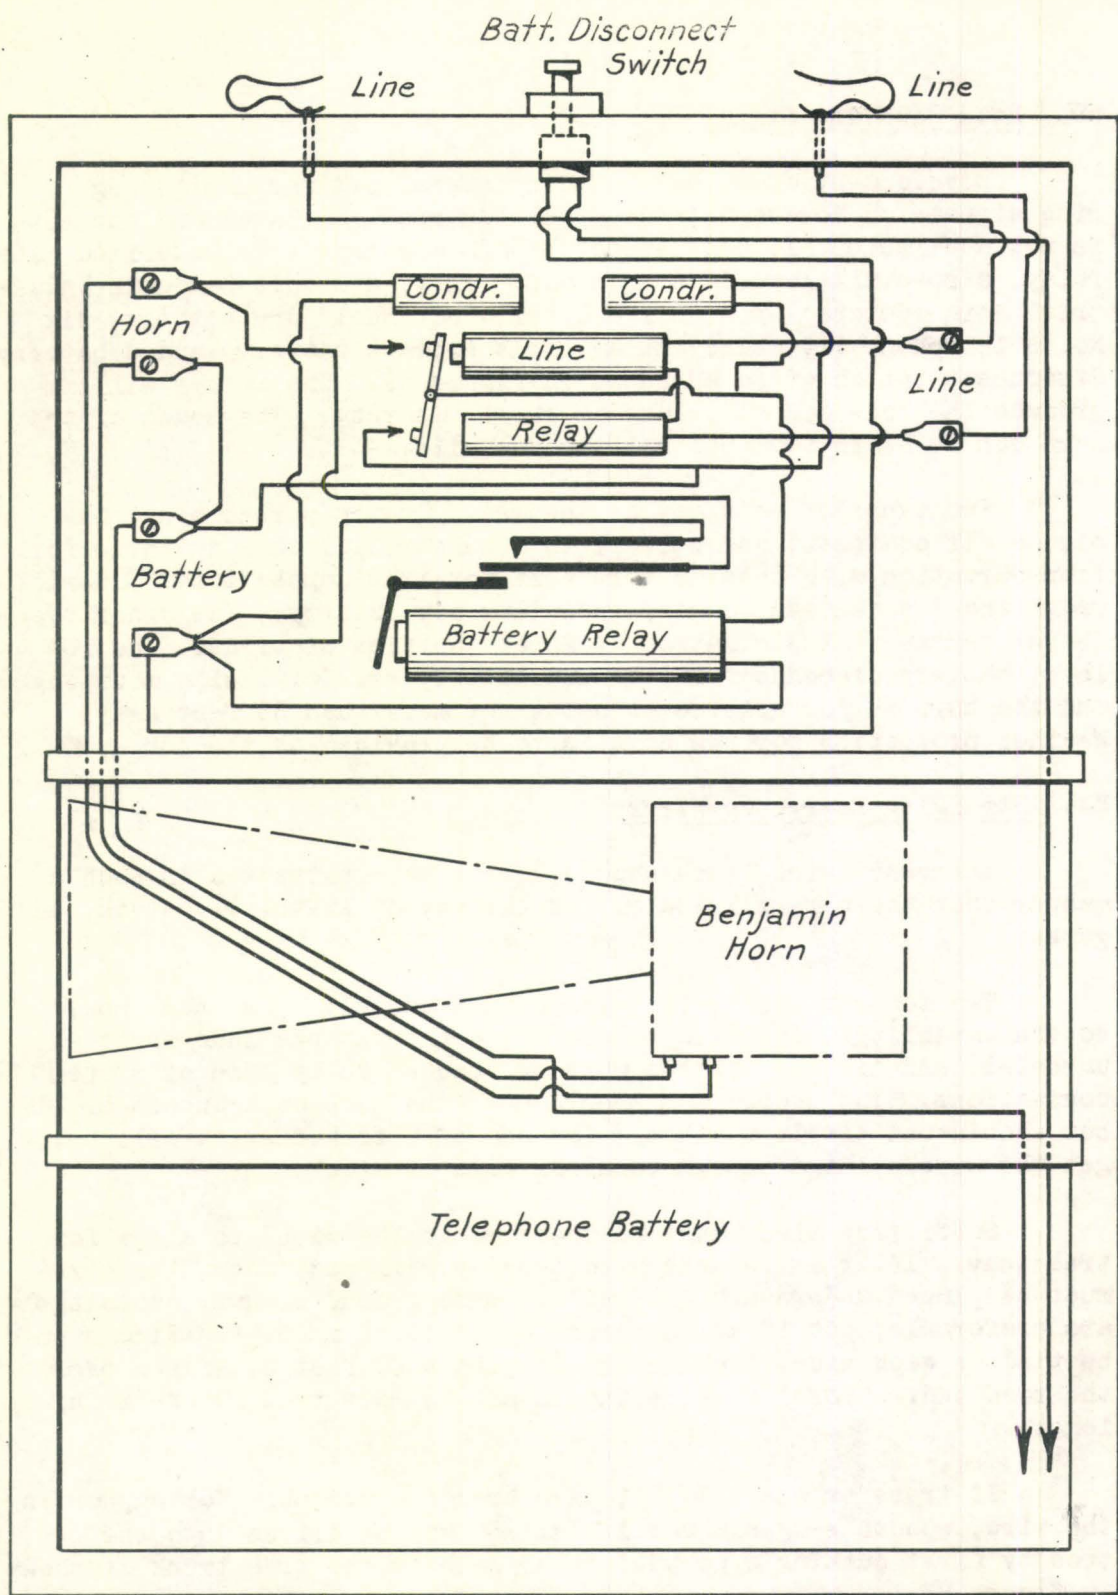 Batt. Disconnect
Switch
Line
Line
Condr.
Condr.
Horn
Line
Line
Relay
Battery
Battery Relay
Benjamin
Horn
Telephone Battery